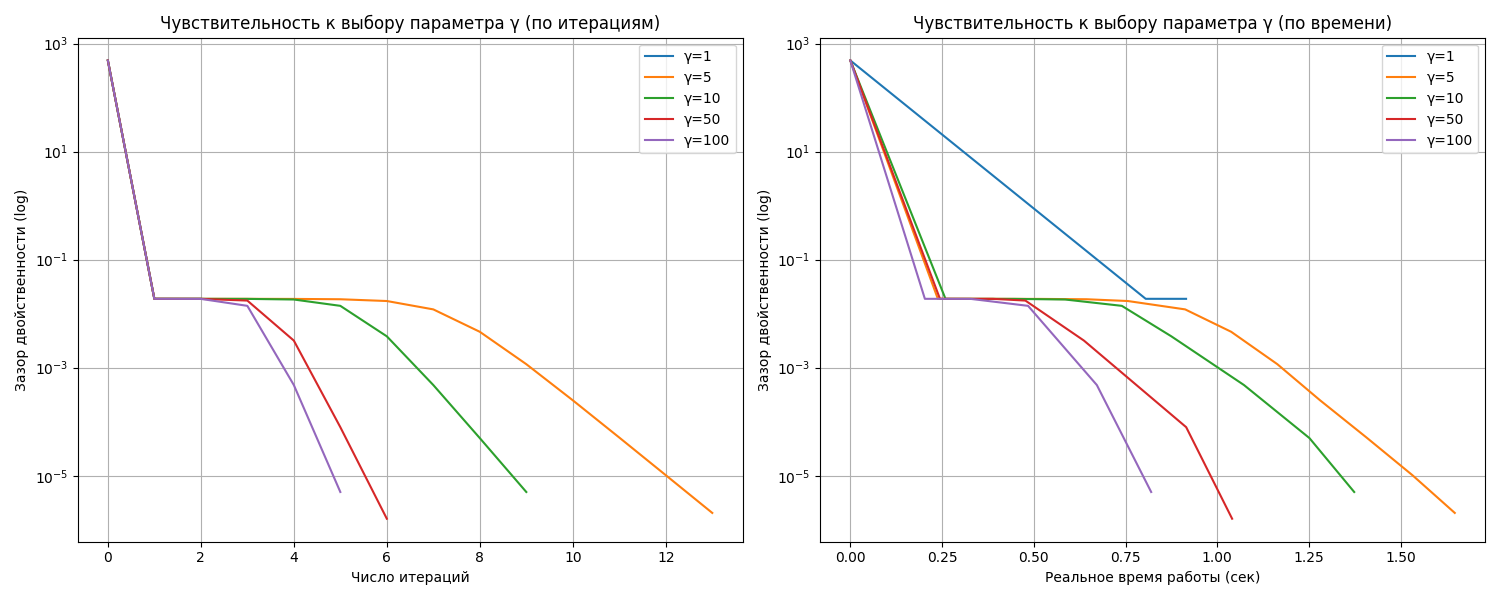 Чувствительность к выбору параметра γ (по итерациям)
10³
10¹
10⁻¹
10⁻³
10⁻⁵
Зазор двойственности (log)
0 2 4 6 8 10 12
Число итераций
γ=1
γ=5
γ=10
γ=50
γ=100
Чувствительность к выбору параметра γ (по времени)
10³
10¹
10⁻¹
10⁻³
10⁻⁵
Зазор двойственности (log)
0.00 0.25 0.50 0.75 1.00 1.25 1.50
Реальное время работы (сек)
γ=1
γ=5
γ=10
γ=50
γ=100